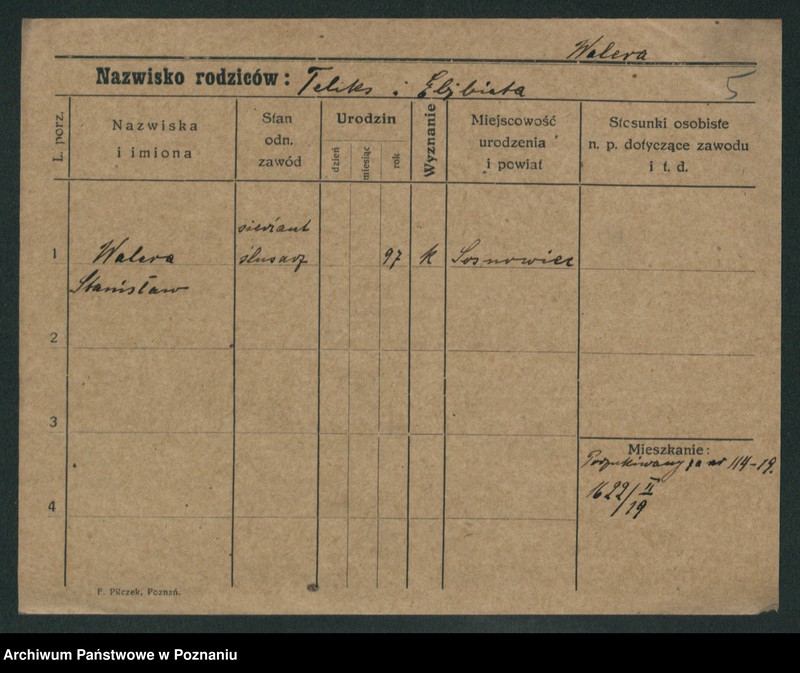 Walera
Nazwisko rodziców: Feliks i Elżbieta
5
L. porz.
Nazwiska
i imiona
Stan
odn.
zawód
Urodzin
dzień
miesiąc
rok
Wyznanie
Miejscowość
urodzenia
i powiat
Stosunki osobiste
n. p. dotyczące zawodu
i t. d.
1
Walera
Stanisław
sierżant
ślusarz
97
k
Sosnowiec
2
3
4
Mieszkanie:
Poszukiwany za nr 114-19.
1622/II
/19
P. Pilczek, Poznań.
Archiwum Państwowe w Poznaniu